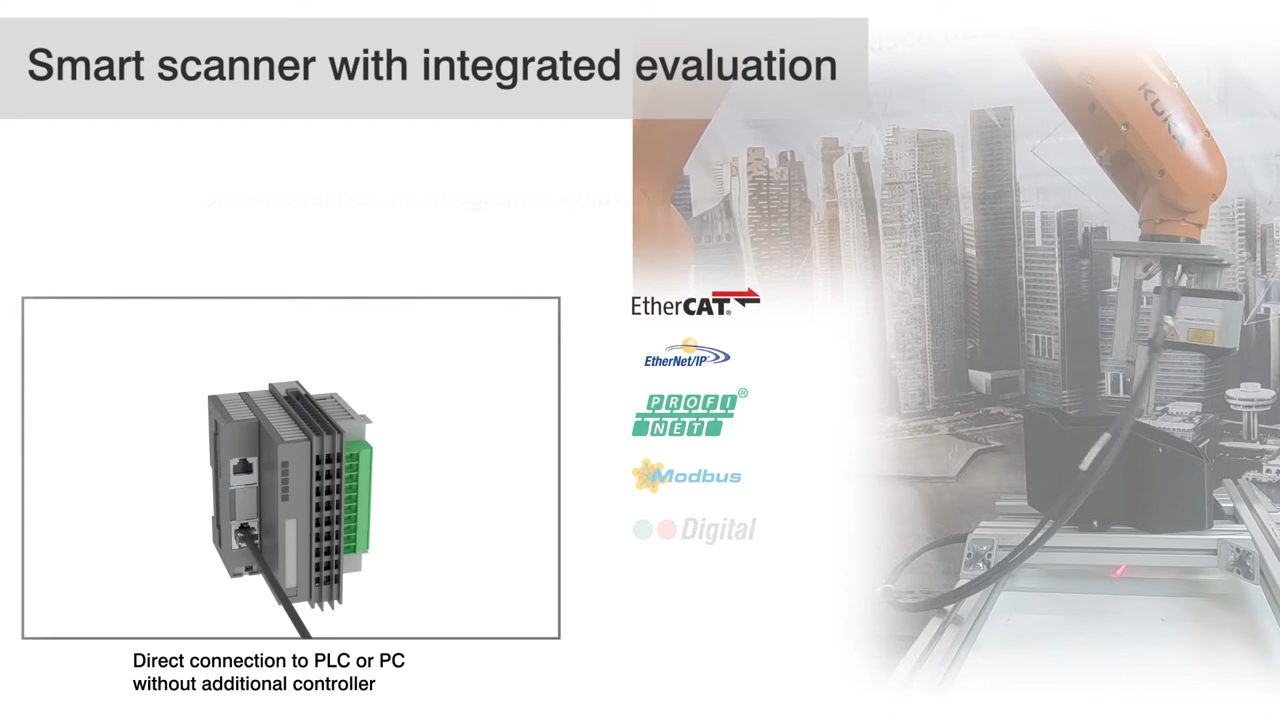 Smart scanner with integrated evaluation
KUKA
EtherCAT®
EtherNet/IP
PROFI®
NET
Modbus
Digital
Direct connection to PLC or PC
without additional controller